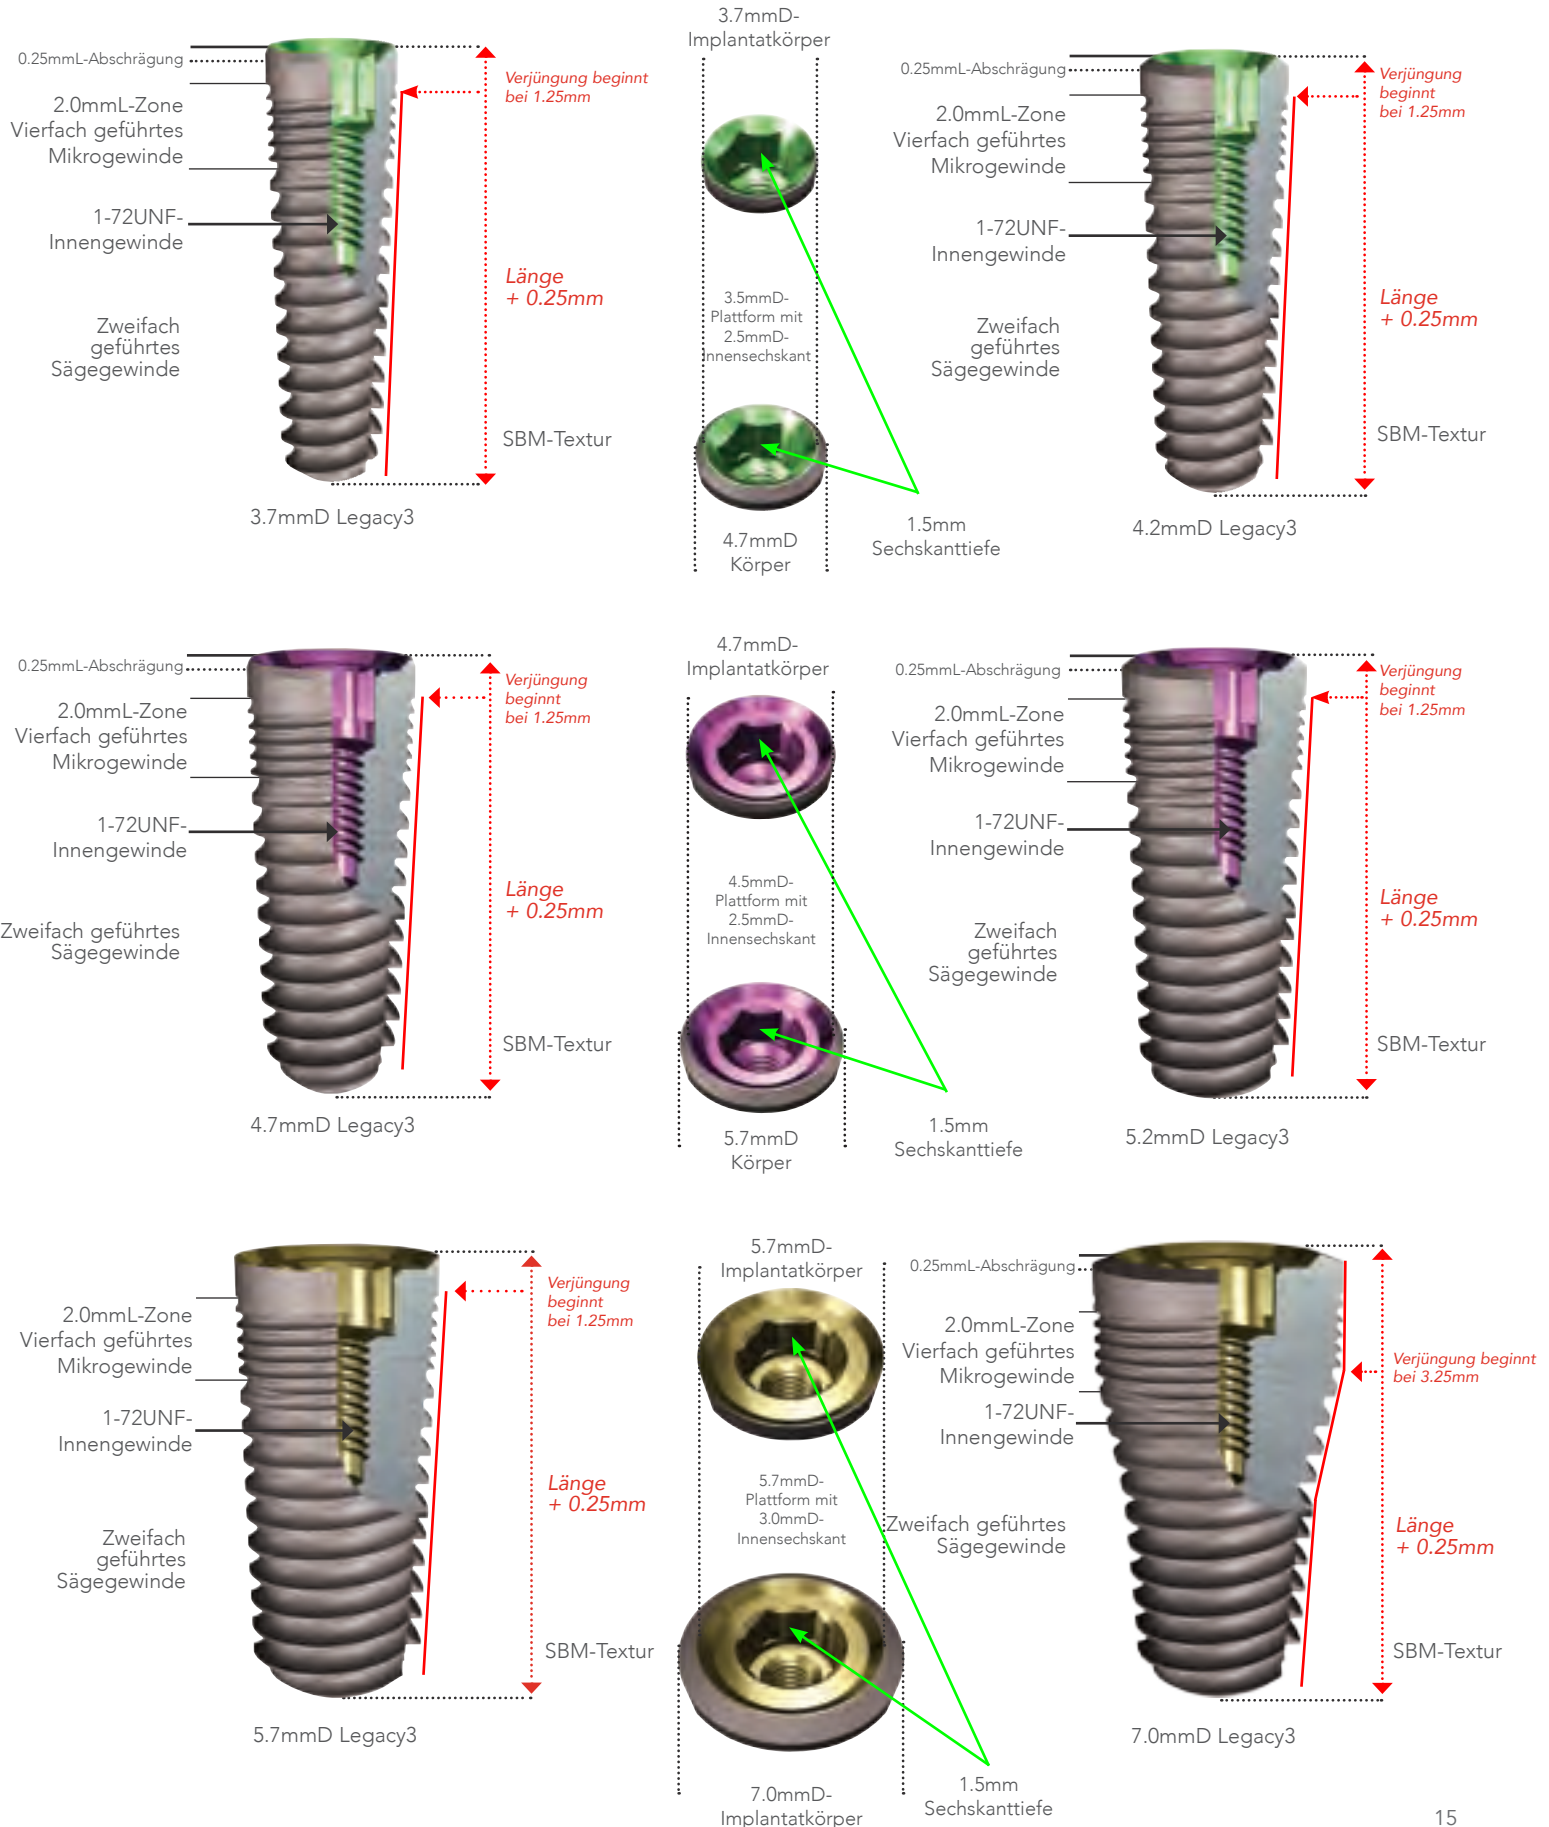 3.7mmD-
Implantatkörper
0.25mmL-Abschrägung
2.0mmL-Zone
Vierfach geführtes
Mikrogewinde
1-72UNF-
Innengewinde
Zweifach
geführtes
Sägegewinde
Verjüngung beginnt
bei 1.25mm
Länge
+ 0.25mm
SBM-Textur
3.7mmD Legacy3
3.5mmD-
Plattform mit
2.5mmD-
Innensechskant
4.7mmD
Körper
1.5mm
Sechskanttiefe
0.25mmL-Abschrägung
2.0mmL-Zone
Vierfach geführtes
Mikrogewinde
1-72UNF-
Innengewinde
Zweifach
geführtes
Sägegewinde
Verjüngung
beginnt
bei 1.25mm
Länge
+ 0.25mm
SBM-Textur
4.2mmD Legacy3
0.25mmL-Abschrägung
2.0mmL-Zone
Vierfach geführtes
Mikrogewinde
1-72UNF-
Innengewinde
Zweifach geführtes
Sägegewinde
Verjüngung
beginnt
bei 1.25mm
Länge
+ 0.25mm
SBM-Textur
4.7mmD Legacy3
4.7mmD-
Implantatkörper
4.5mmD-
Plattform mit
2.5mmD-
Innensechskant
5.7mmD
Körper
1.5mm
Sechskanttiefe
0.25mmL-Abschrägung
2.0mmL-Zone
Vierfach geführtes
Mikrogewinde
1-72UNF-
Innengewinde
Zweifach
geführtes
Sägegewinde
Verjüngung
beginnt
bei 1.25mm
Länge
+ 0.25mm
SBM-Textur
5.2mmD Legacy3
2.0mmL-Zone
Vierfach geführtes
Mikrogewinde
1-72UNF-
Innengewinde
Zweifach
geführtes
Sägegewinde
Verjüngung
beginnt
bei 1.25mm
Länge
+ 0.25mm
SBM-Textur
5.7mmD Legacy3
5.7mmD-
Implantatkörper
5.7mmD-
Plattform mit
3.0mmD-
Innensechskant
7.0mmD-
Implantatkörper
1.5mm
Sechskanttiefe
0.25mmL-Abschrägung
2.0mmL-Zone
Vierfach geführtes
Mikrogewinde
1-72UNF-
Innengewinde
Zweifach geführtes
Sägegewinde
Verjüngung beginnt
bei 3.25mm
Länge
+ 0.25mm
SBM-Textur
7.0mmD Legacy3
15